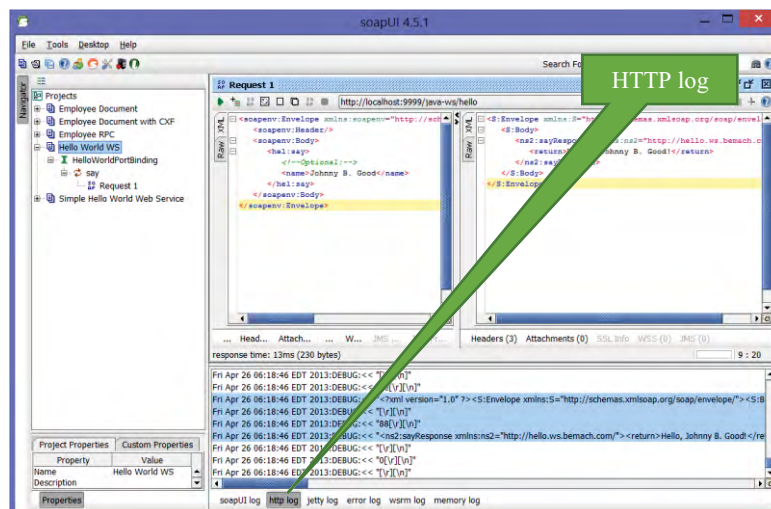 soapUI 4.5.1
File Tools Desktop Help
Search Fo
HTTP log
Navigator
Projects
Employee Document
Employee Document with CXF
Employee RPC
Hello World WS
HelloWorldPortBinding
say
Request 1
Simple Hello World Web Service
Request 1
http://localhost:9999/java-ws/hello
XML
Raw
<soapenv:Envelope xmlns:soapenv="http://sch
<soapenv:Header/>
<soapenv:Body>
<hel:say>
<!--Optional:-->
<name>Johnny B. Good</name>
</hel:say>
</soapenv:Body>
</soapenv:Envelope>
XML
Raw
<S:Envelope xmlns:S="http://schemas.xmlsoap.org/soap/envel
<S:Body>
<ns2:sayResponse ns2="http://hello.ws.bemach.co
<return> ohnny B. Good!</return>
</ns2:say
</S:Body>
</S:Envelope>
... Head... Attach... ... W... JMS ...
Headers (3) Attachments (0) SSL Info WSS (0) JMS (0)
response time: 13ms (230 bytes)
9 : 20
Fri Apr 26 06:18:46 EDT 2013:DEBUG:<< "[\r][\n]"
Fri Apr 26 06:18:46 EDT 2013:DEBUG:<< [\r][\n]"
Fri Apr 26 06:18:46 EDT 2013:DEBUG:<< "<?xml version="1.0" ?><S:Envelope xmlns:S="http://schemas.xmlsoap.org/soap/envelope/"><S:B
Fri Apr 26 06:18:46 EDT 2013:DEBUG:<< "[\r][\n]"
Fri Apr 26 06:18:46 EDT 2013:DEBUG:<< "88[\r][\n]"
Fri Apr 26 06:18:46 EDT 2013:DEBUG:<< "<ns2:sayResponse xmlns:ns2="http://hello.ws.bemach.com/"><return>Hello, Johnny B. Good!</re
Fri Apr 26 06:18:46 EDT 2013:DEBUG:<< "[\r][\n]"
Fri Apr 26 06:18:46 EDT 2013:DEBUG:<< "0[\r][\n]"
Fri Apr 26 06:18:46 EDT 2013:DEBUG:<< "[\r][\n]"
Project Properties Custom Properties
Property Value
Name Hello World WS
Description
Properties
soapUI log http log jetty log error log wsrm log memory log